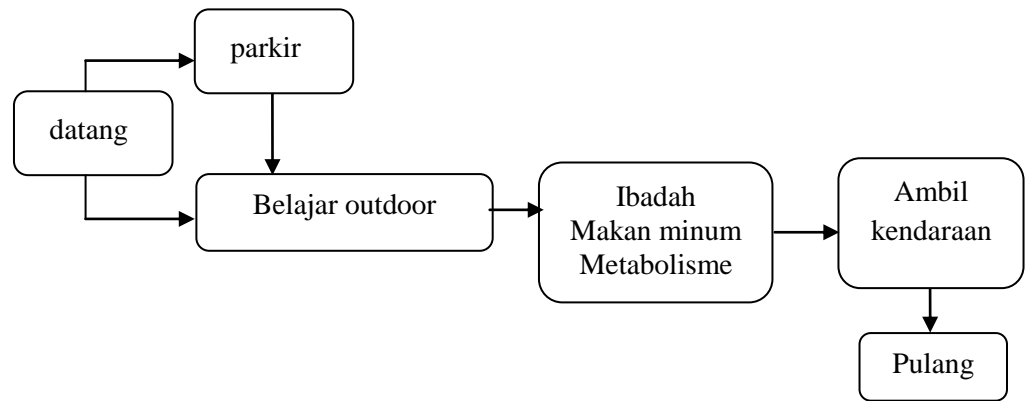 parkir
datang
Belajar outdoor
Ibadah
Makan minum
Metabolisme
Ambil
kendaraan
Pulang